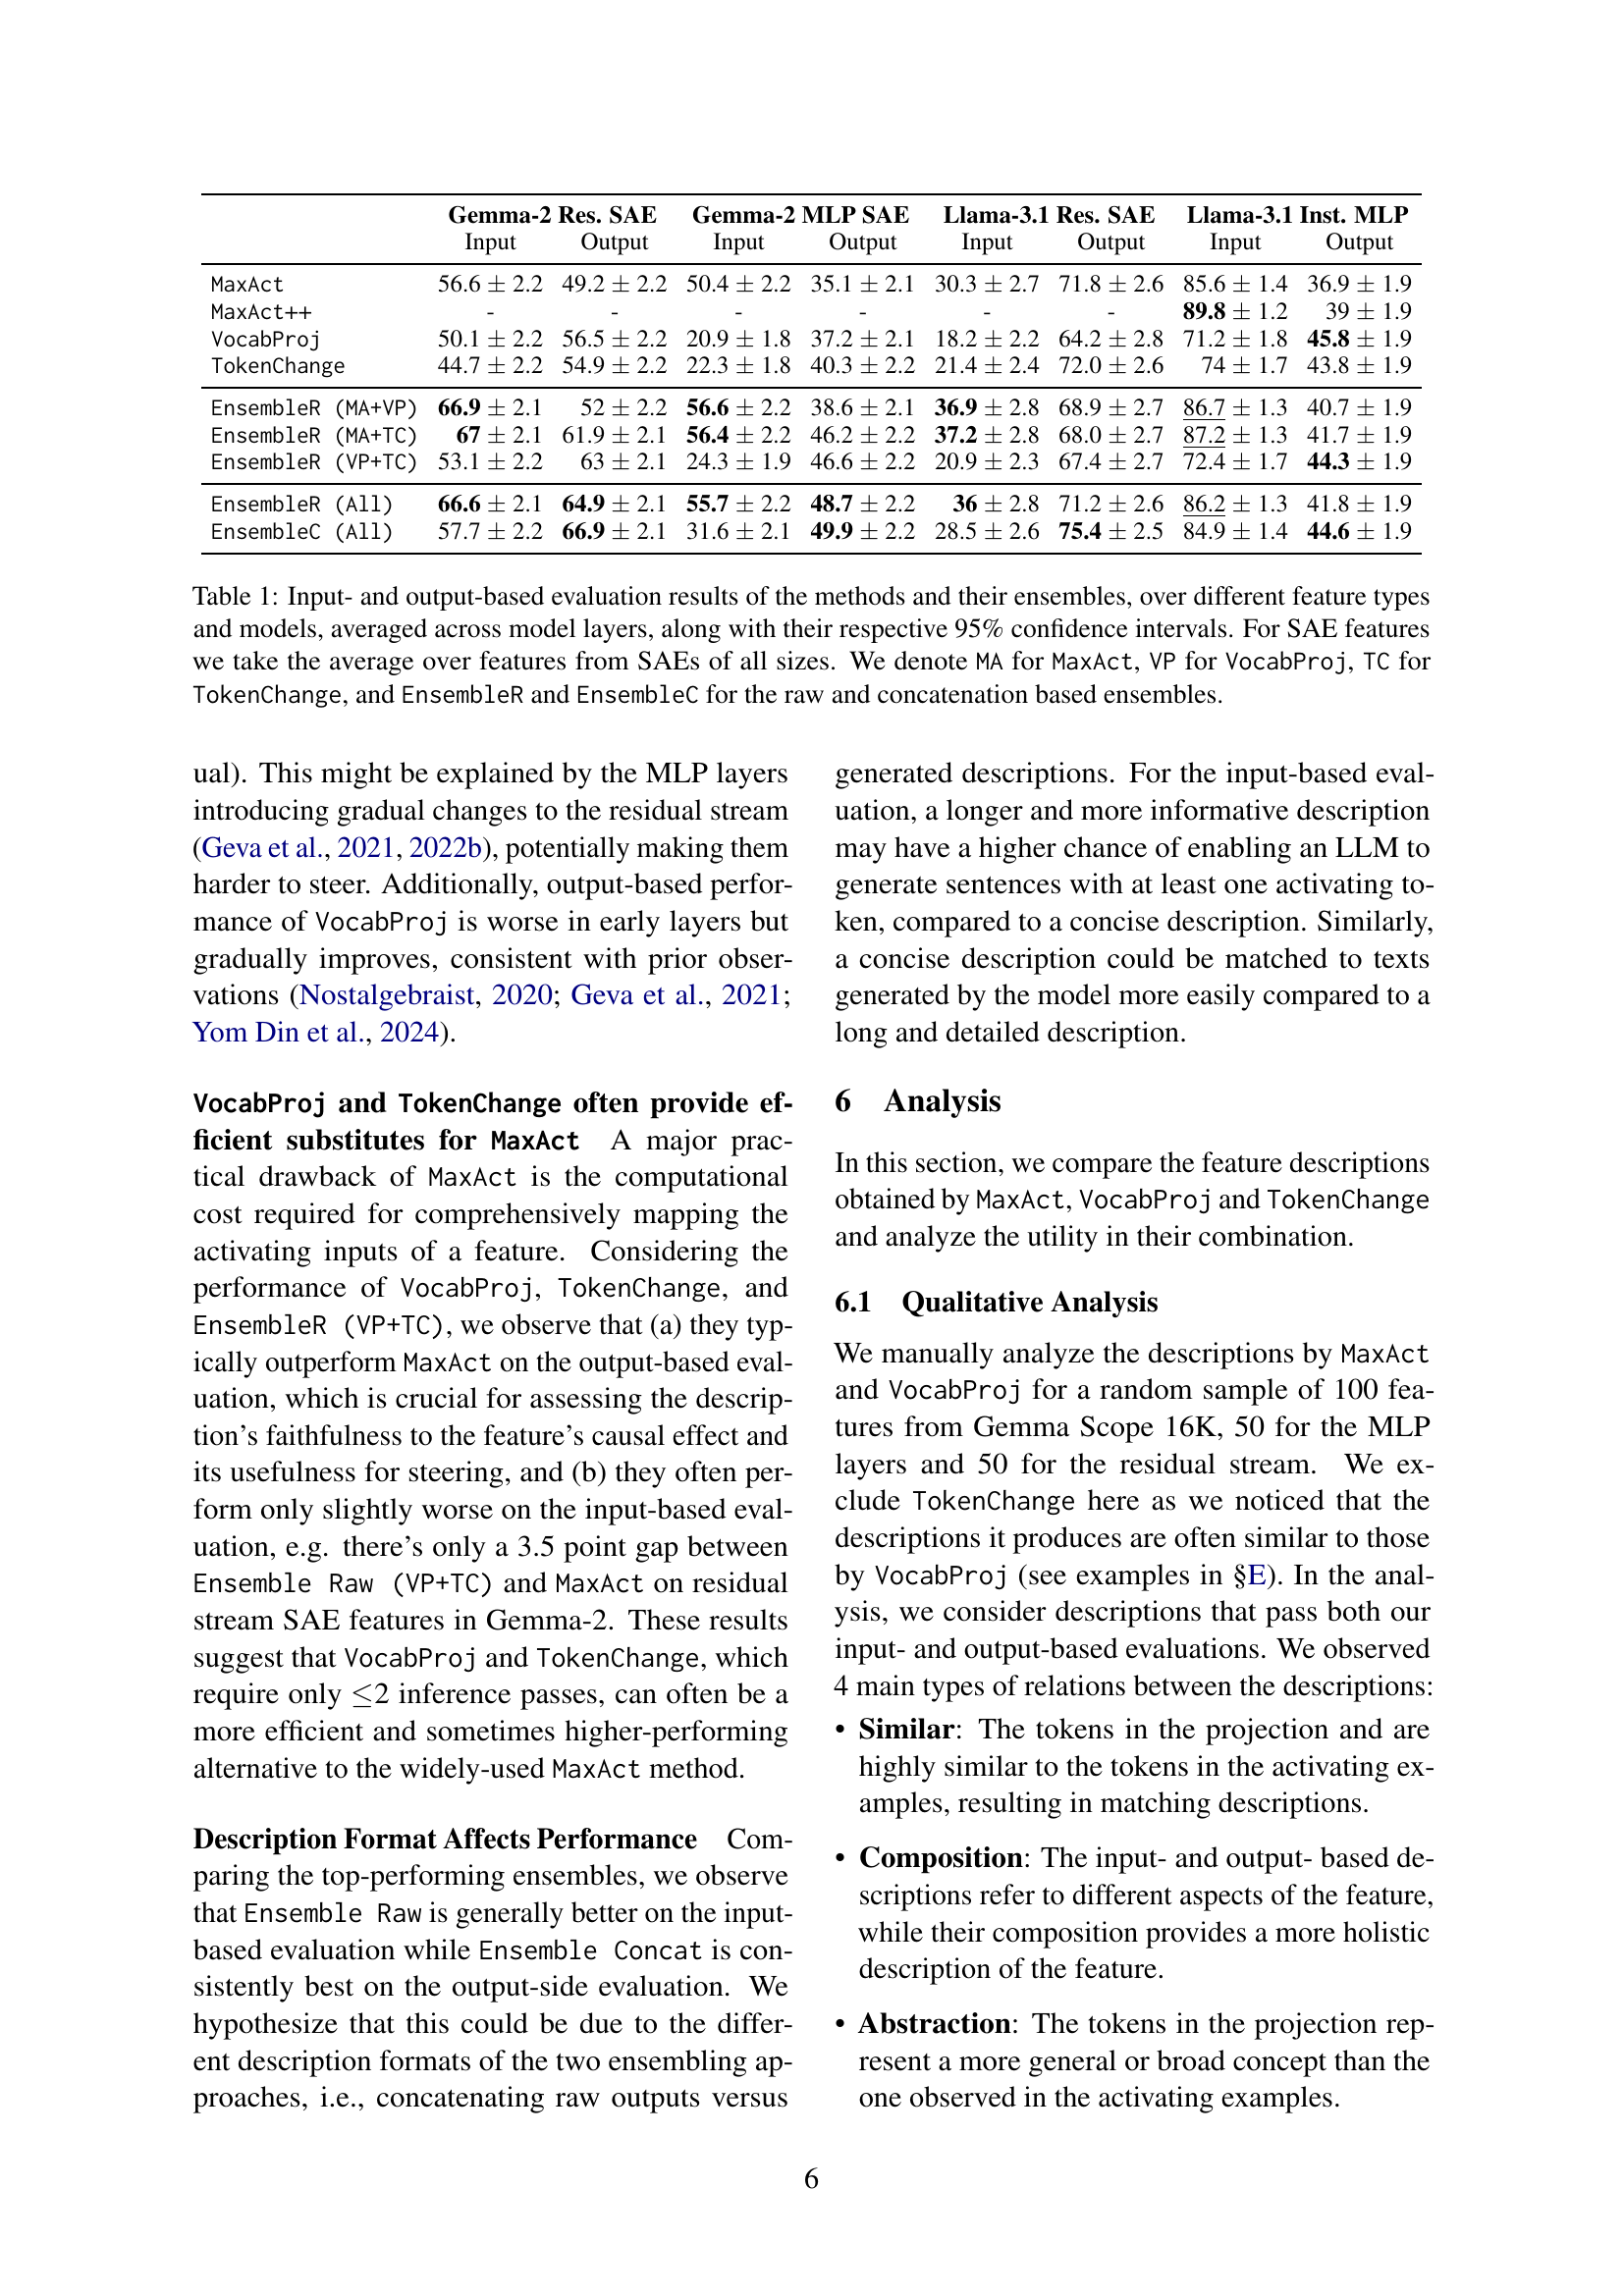 Gemma-2 Res. SAE Gemma-2 MLP SAE Llama-3.1 Res. SAE Llama-3.1 Inst. MLP
Input Output Input Output Input Output Input Output
MaxAct 56.6 ± 2.2 49.2 ± 2.2 50.4 ± 2.2 35.1 ± 2.1 30.3 ± 2.7 71.8 ± 2.6 85.6 ± 1.4 36.9 ± 1.9
MaxAct++ - - - - - - 89.8 ± 1.2 39 ± 1.9
VocabProj 50.1 ± 2.2 56.5 ± 2.2 20.9 ± 1.8 37.2 ± 2.1 18.2 ± 2.2 64.2 ± 2.8 71.2 ± 1.8 45.8 ± 1.9
TokenChange 44.7 ± 2.2 54.9 ± 2.2 22.3 ± 1.8 40.3 ± 2.2 21.4 ± 2.4 72.0 ± 2.6 74 ± 1.7 43.8 ± 1.9
EnsembleR (MA+VP) 66.9 ± 2.1 52 ± 2.2 56.6 ± 2.2 38.6 ± 2.1 36.9 ± 2.8 68.9 ± 2.7 86.7 ± 1.3 40.7 ± 1.9
EnsembleR (MA+TC) 67 ± 2.1 61.9 ± 2.1 56.4 ± 2.2 46.2 ± 2.2 37.2 ± 2.8 68.0 ± 2.7 87.2 ± 1.3 41.7 ± 1.9
EnsembleR (VP+TC) 53.1 ± 2.2 63 ± 2.1 24.3 ± 1.9 46.6 ± 2.2 20.9 ± 2.3 67.4 ± 2.7 72.4 ± 1.7 44.3 ± 1.9
EnsembleR (All) 66.6 ± 2.1 64.9 ± 2.1 55.7 ± 2.2 48.7 ± 2.2 36 ± 2.8 71.2 ± 2.6 86.2 ± 1.3 41.8 ± 1.9
EnsembleC (All) 57.7 ± 2.2 66.9 ± 2.1 31.6 ± 2.1 49.9 ± 2.2 28.5 ± 2.6 75.4 ± 2.5 84.9 ± 1.4 44.6 ± 1.9
Table 1: Input- and output-based evaluation results of the methods and their ensembles, over different feature types
and models, averaged across model layers, along with their respective 95% confidence intervals. For SAE features
we take the average over features from SAEs of all sizes. We denote MA for MaxAct, VP for VocabProj, TC for
TokenChange, and EnsembleR and EnsembleC for the raw and concatenation based ensembles.
ual). This might be explained by the MLP layers
introducing gradual changes to the residual stream
(Geva et al., 2021, 2022b), potentially making them
harder to steer. Additionally, output-based perfor-
mance of VocabProj is worse in early layers but
gradually improves, consistent with prior obser-
vations (Nostalgebraist, 2020; Geva et al., 2021;
Yom Din et al., 2024).
VocabProj and TokenChange often provide ef-
ficient substitutes for MaxAct A major prac-
tical drawback of MaxAct is the computational
cost required for comprehensively mapping the
activating inputs of a feature. Considering the
performance of VocabProj, TokenChange, and
EnsembleR (VP+TC), we observe that (a) they typ-
ically outperform MaxAct on the output-based eval-
uation, which is crucial for assessing the descrip-
tion's faithfulness to the feature's causal effect and
its usefulness for steering, and (b) they often per-
form only slightly worse on the input-based eval-
uation, e.g. there's only a 3.5 point gap between
Ensemble Raw (VP+TC) and MaxAct on residual
stream SAE features in Gemma-2. These results
suggest that VocabProj and TokenChange, which
require only ≤2 inference passes, can often be a
more efficient and sometimes higher-performing
alternative to the widely-used MaxAct method.
Description Format Affects Performance Com-
paring the top-performing ensembles, we observe
that Ensemble Raw is generally better on the input-
based evaluation while Ensemble Concat is con-
sistently best on the output-side evaluation. We
hypothesize that this could be due to the differ-
ent description formats of the two ensembling ap-
proaches, i.e., concatenating raw outputs versus
generated descriptions. For the input-based eval-
uation, a longer and more informative description
may have a higher chance of enabling an LLM to
generate sentences with at least one activating to-
ken, compared to a concise description. Similarly,
a concise description could be matched to texts
generated by the model more easily compared to a
long and detailed description.
6 Analysis
In this section, we compare the feature descriptions
obtained by MaxAct, VocabProj and TokenChange
and analyze the utility in their combination.
6.1 Qualitative Analysis
We manually analyze the descriptions by MaxAct
and VocabProj for a random sample of 100 fea-
tures from Gemma Scope 16K, 50 for the MLP
layers and 50 for the residual stream. We ex-
clude TokenChange here as we noticed that the
descriptions it produces are often similar to those
by VocabProj (see examples in §E). In the anal-
ysis, we consider descriptions that pass both our
input- and output-based evaluations. We observed
4 main types of relations between the descriptions:
• Similar: The tokens in the projection and are
highly similar to the tokens in the activating ex-
amples, resulting in matching descriptions.
• Composition: The input- and output- based de-
scriptions refer to different aspects of the feature,
while their composition provides a more holistic
description of the feature.
• Abstraction: The tokens in the projection rep-
resent a more general or broad concept than the
one observed in the activating examples.
6